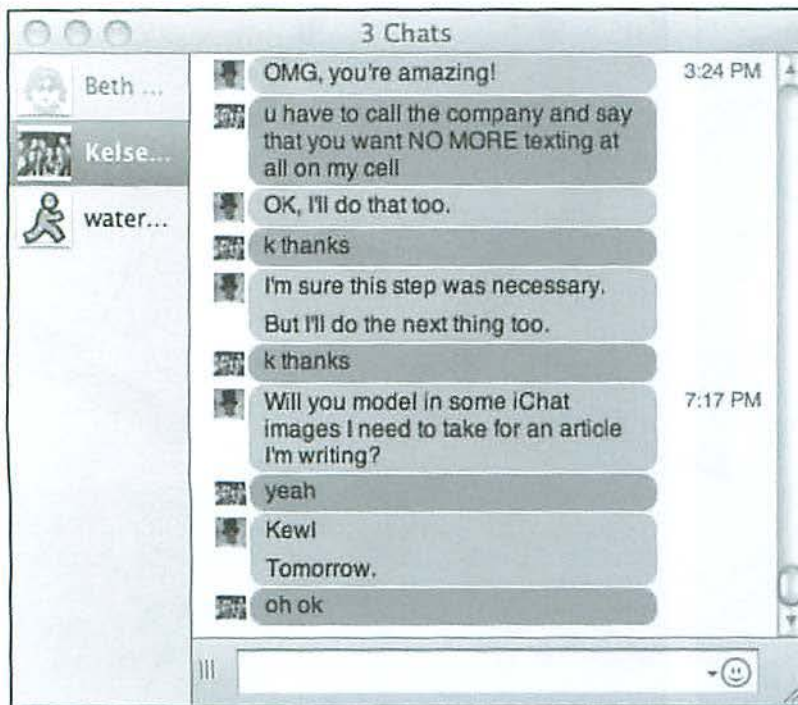 3 Chats
Beth ...
Kelse...
water...
OMG, you're amazing!
3:24 PM
u have to call the company and say
that you want NO MORE texting at
all on my cell
OK, I'll do that too.
k thanks
I'm sure this step was necessary.
But I'll do the next thing too.
k thanks
Will you model in some iChat
7:17 PM
images I need to take for an article
I'm writing?
yeah
Kewl
Tomorrow.
oh ok